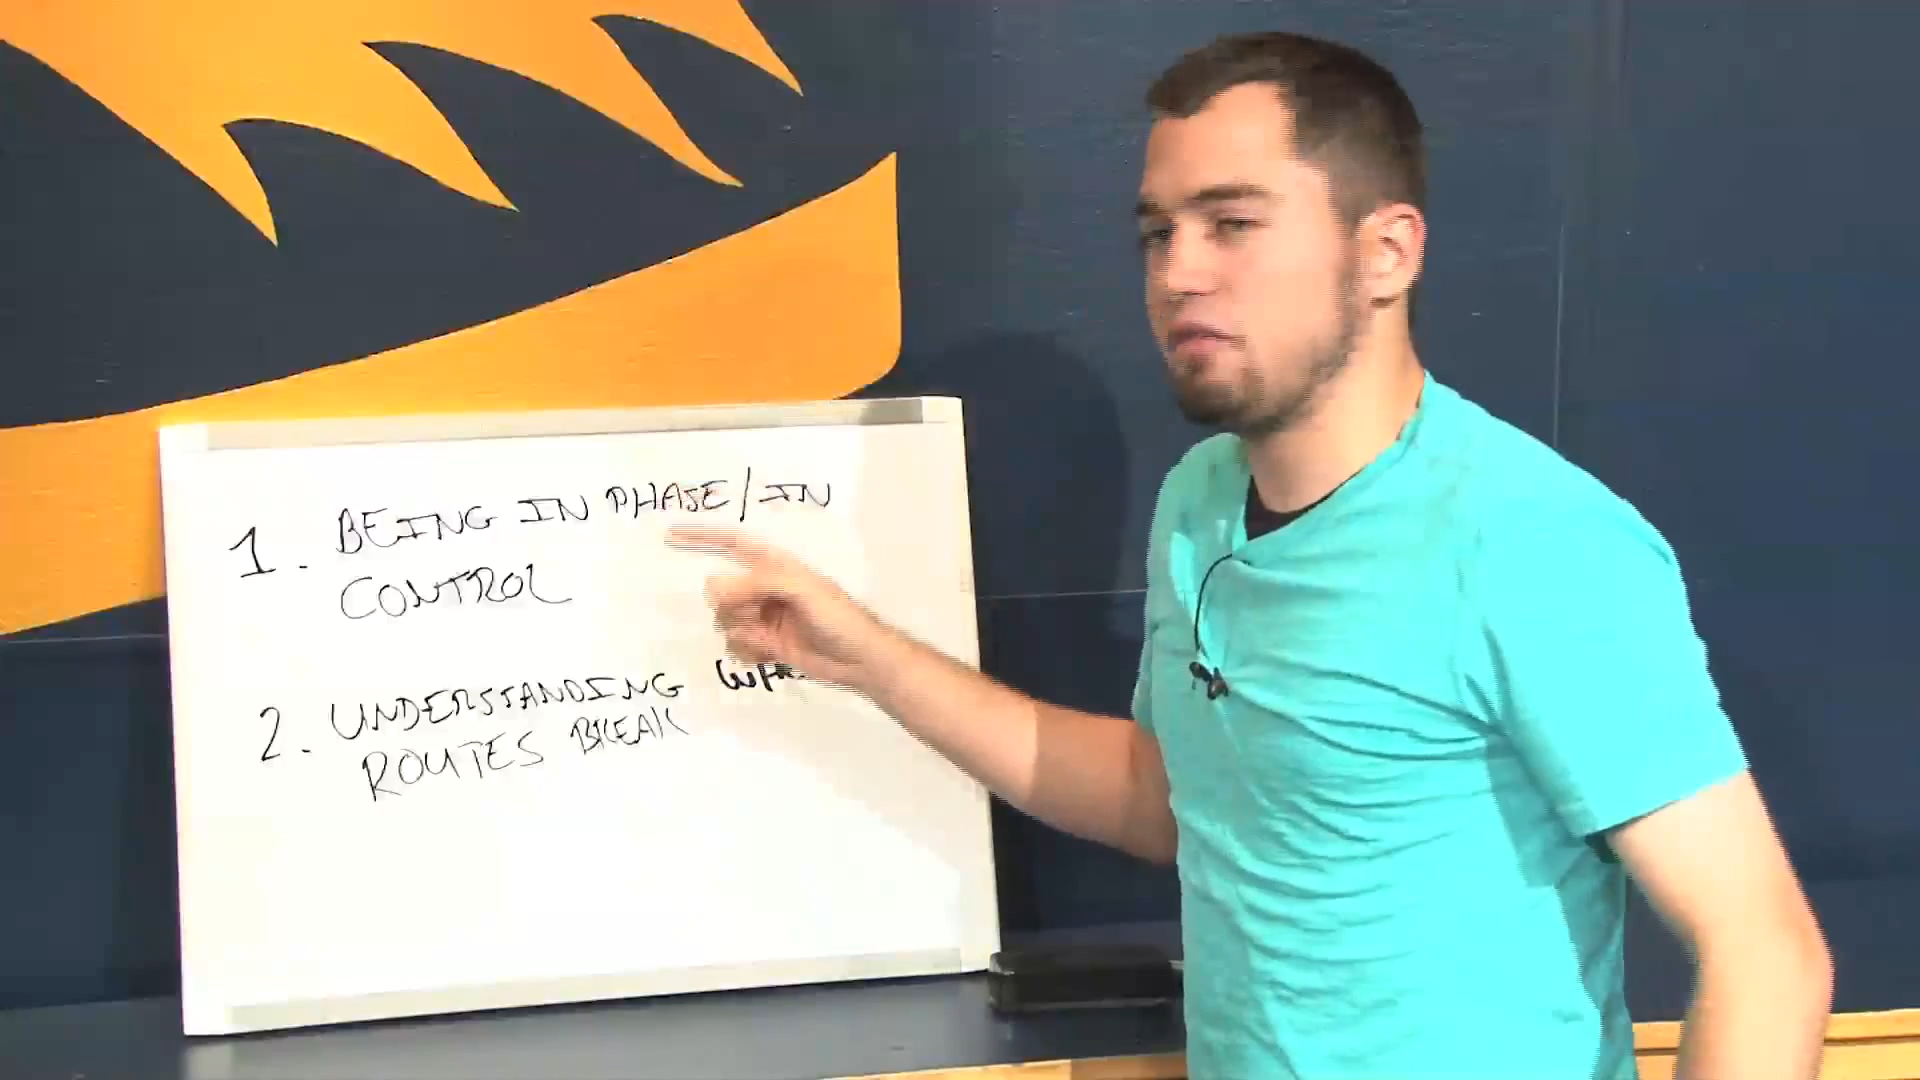 1. BEING IN PHASE/IN
CONTROL
2. UNDERSTANDING
ROUTES BREAK